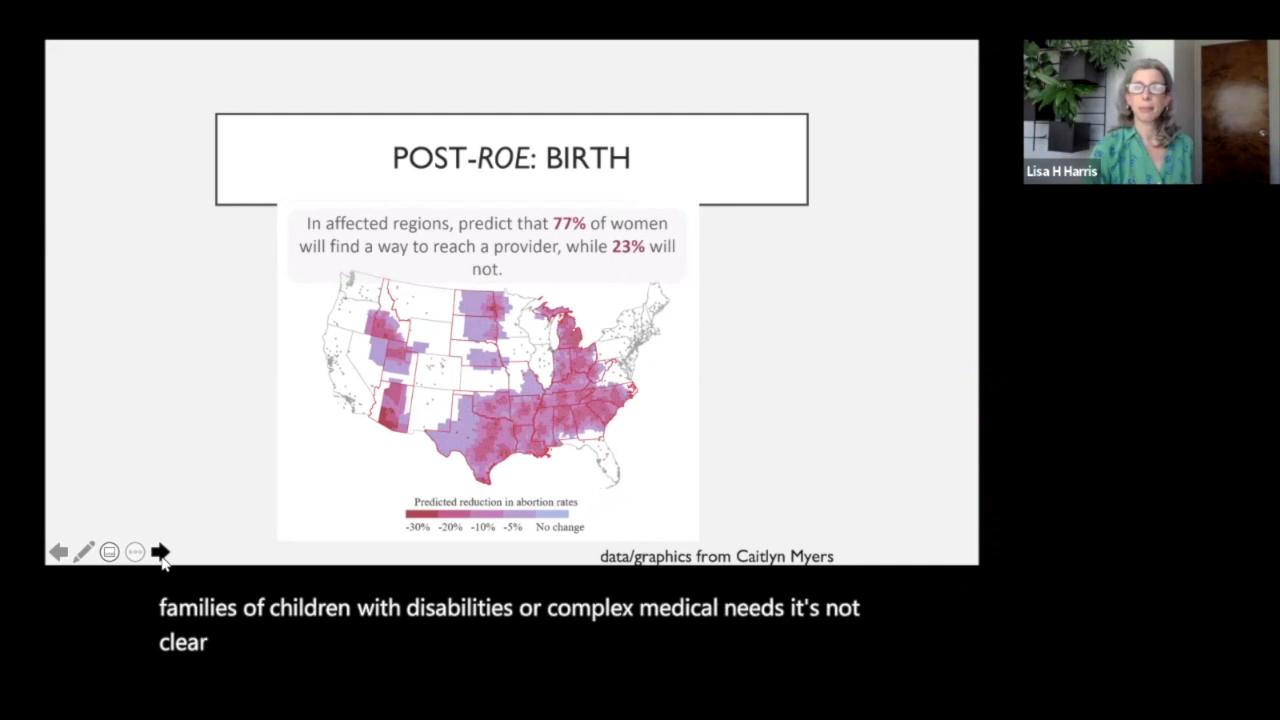 POST-ROE: BIRTH
In affected regions, predict that 77% of women
will find a way to reach a provider, while 23% will
not.
Predicted reduction in abortion rates
-30% -20% -10% -5% No change
data/graphics from Caitlyn Myers
Lisa H Harris
families of children with disabilities or complex medical needs it's not
clear